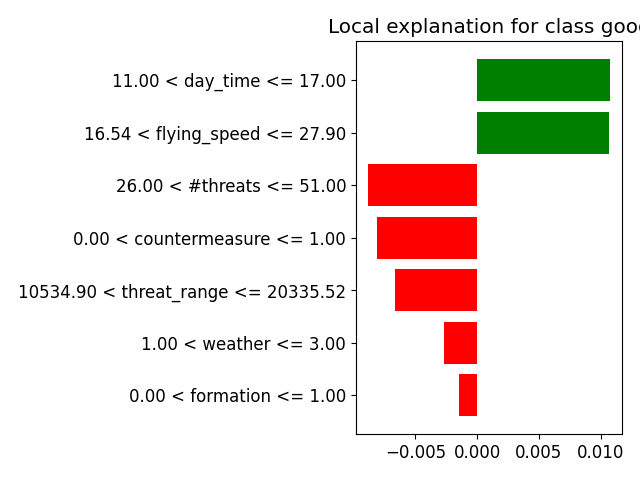 Local explanation for class good
11.00 < day_time <= 17.00
16.54 < flying_speed <= 27.90
26.00 < #threats <= 51.00
0.00 < countermeasure <= 1.00
10534.90 < threat_range <= 20335.52
1.00 < weather <= 3.00
0.00 < formation <= 1.00
−0.005 0.000 0.005 0.010